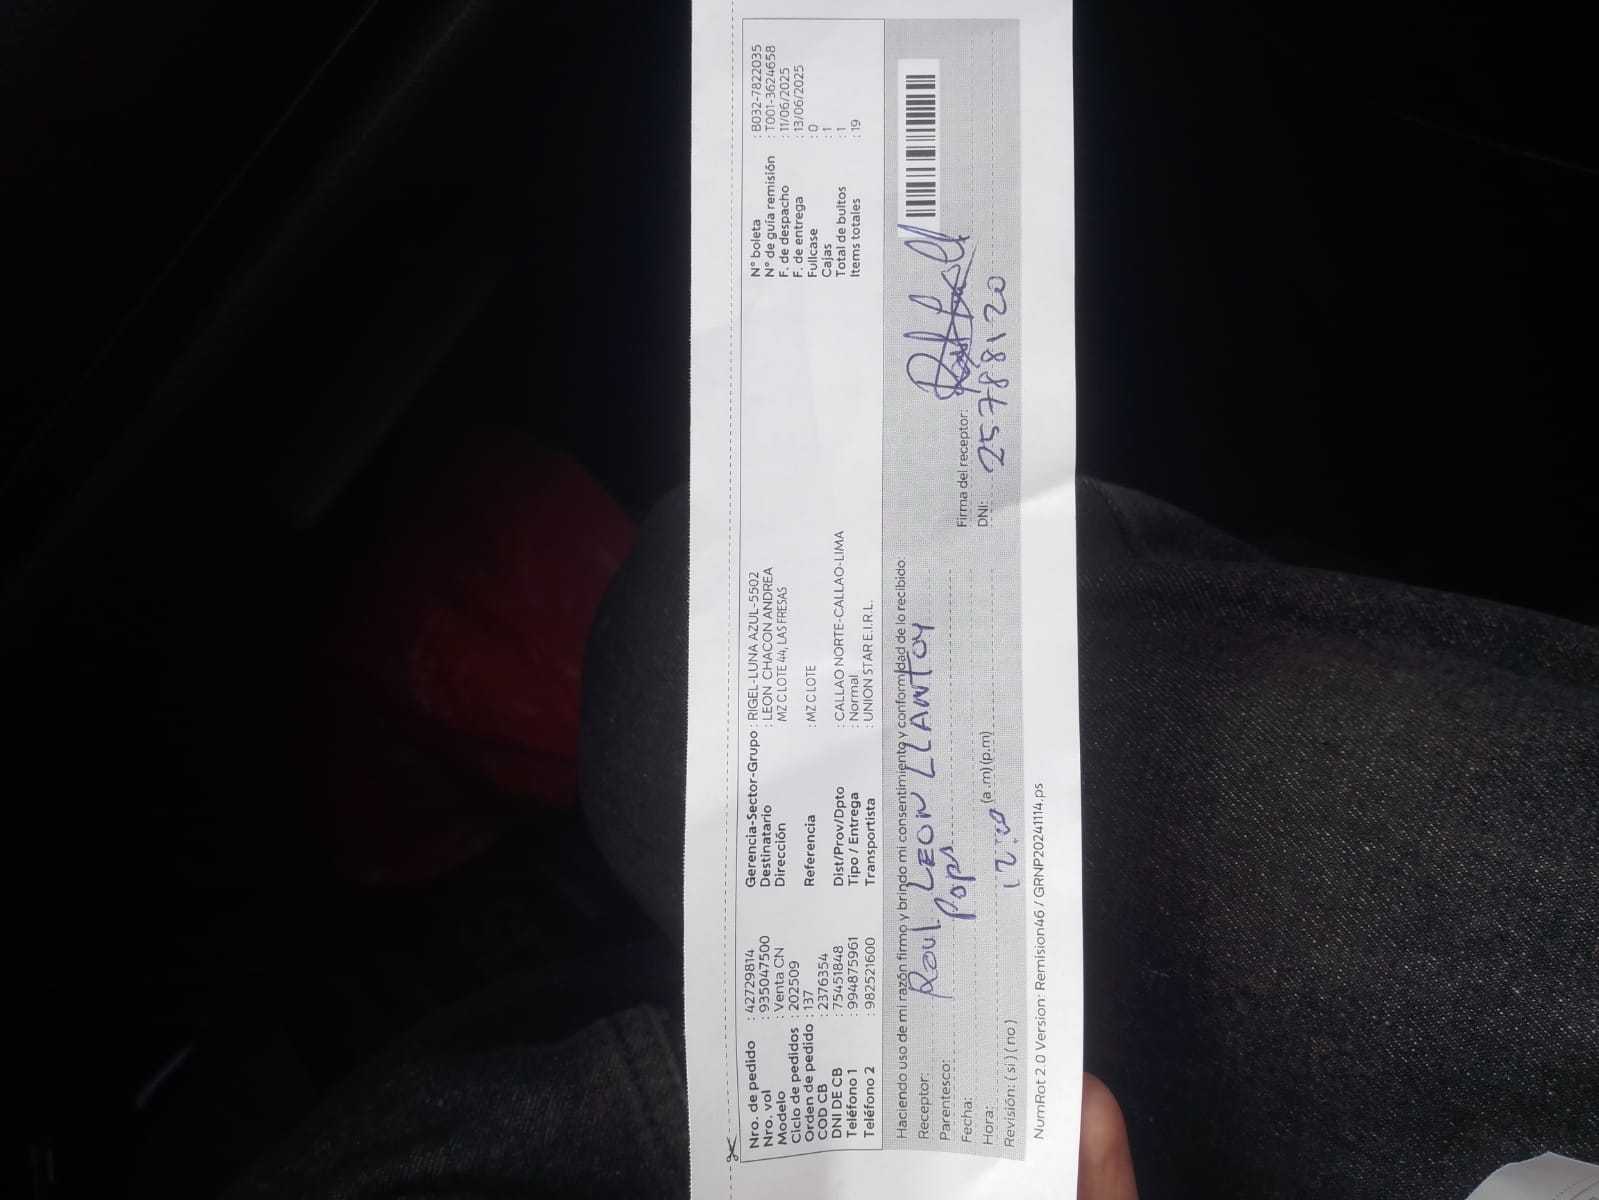 Nro. de pedido : 42729814 Gerencia-Sector-Grupo : RIGEL-LUNA AZUL-5502 N° boleta : B032-7822035
Nro. vol : 935047500 Destinatario : LEON CHACON ANDREA N° de guía remisión : T001-3624658
Modelo : Venta CN Dirección : MZ C LOTE 44, LAS FRESAS F. de despacho : 11/06/2025
Ciclo de pedidos : 202509 F. de entrega : 13/06/2025
Orden de pedido : 137 Referencia : MZ C LOTE Fullcase : 0
COD CB : 2376354 Cajas : 1
DNI DE CB : 75451848 Dist/Prov/Dpto : CALLAO NORTE-CALLAO-LIMA Total de bultos : 1
Teléfono 1 : 994875961 Tipo / Entrega : Normal Items totales : 19
Teléfono 2 : 982521600 Transportista : UNION STAR E.I.R.L.
Haciendo uso de mi razón firmo y brindo mi consentimiento y conformidad de lo recibido:
Receptor: Raul LEON LLANTOY
Parentesco: Papá
Fecha: Firma del receptor:
Hora: (a.m) (p.m) DNI: 25788120
Revisión: ( si ) ( no )
NumRot 2.0 Version: Remision46 / GRNP20241114.ps